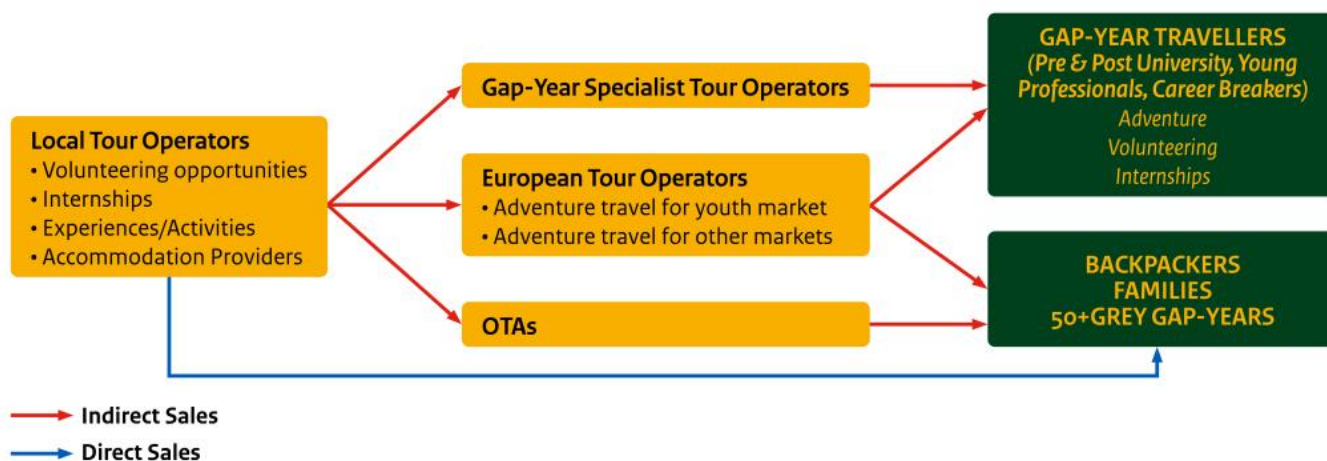 Local Tour Operators
• Volunteering opportunities
• Internships
• Experiences/Activities
• Accommodation Providers
Gap-Year Specialist Tour Operators
European Tour Operators
• Adventure travel for youth market
• Adventure travel for other markets
OTAs
GAP-YEAR TRAVELLERS
(Pre & Post University, Young
Professionals, Career Breakers)
Adventure
Volunteering
Internships
BACKPACKERS
FAMILIES
50+GREY GAP-YEARS
Indirect Sales
Direct Sales